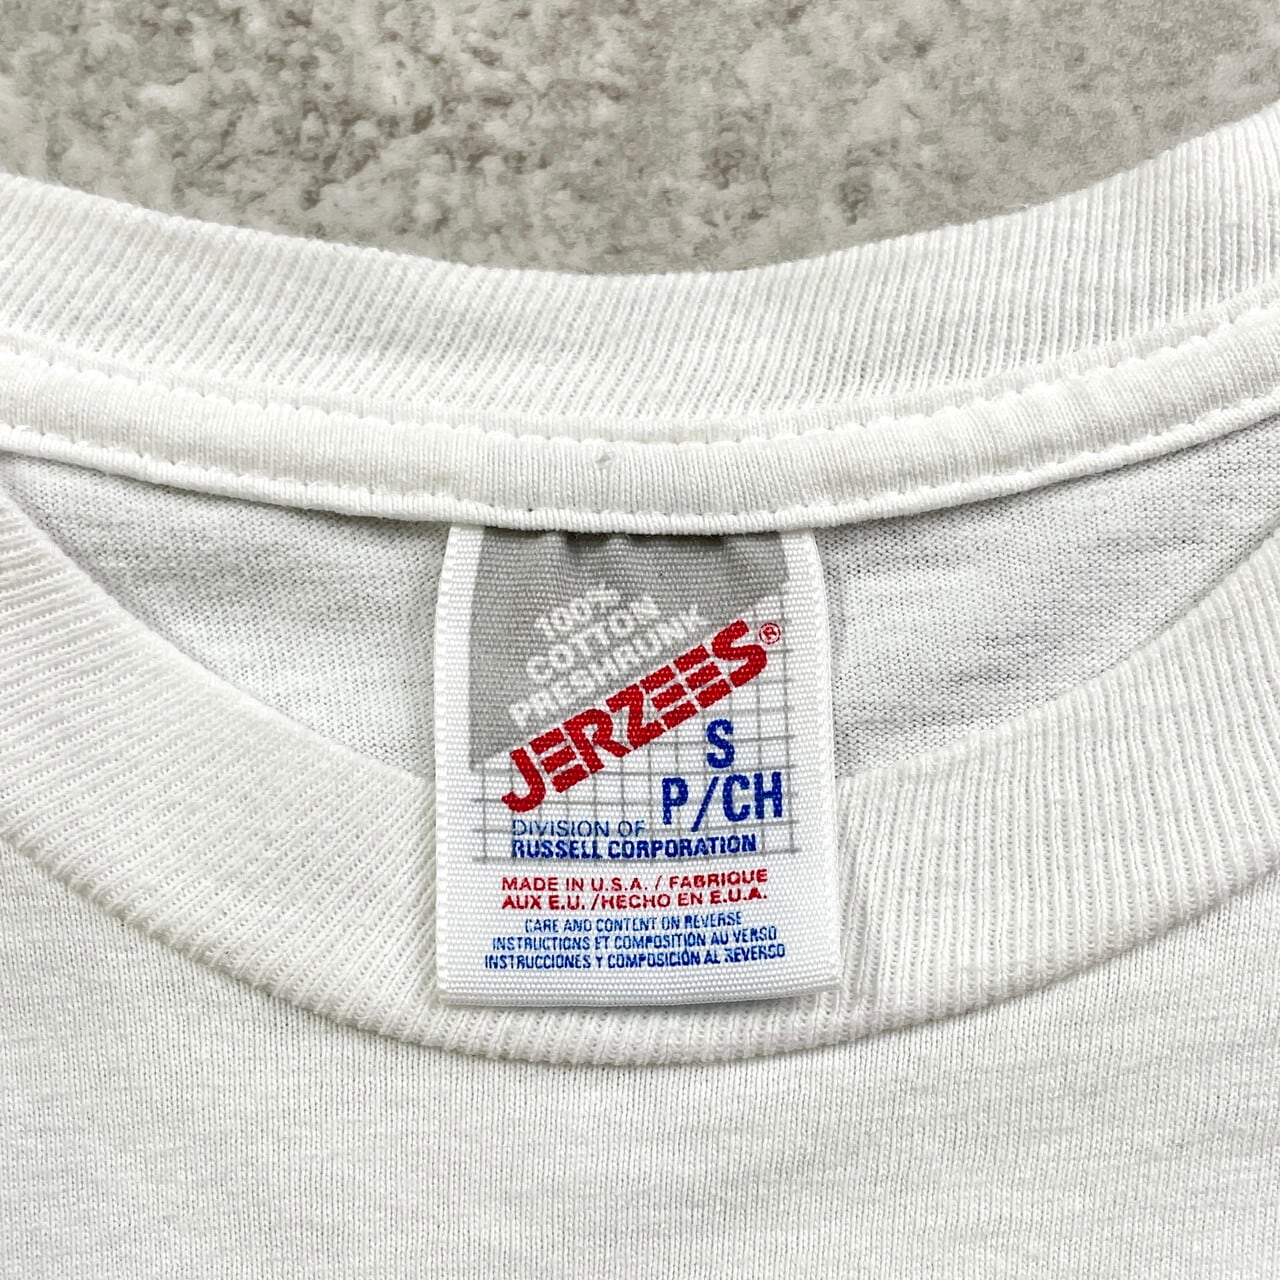 100%
COTTON
PRESHRUNK
JERZEES®
S
P/CH
DIVISION OF
RUSSELL CORPORATION
MADE IN U.S.A. / FABRIQUE
AUX E.U. /HECHO EN E.U.A.
CARE AND CONTENT ON REVERSE
INSTRUCTIONS ET COMPOSITION AU VERSO
INSTRUCCIONES Y COMPOSICIÓN AL REVERSO